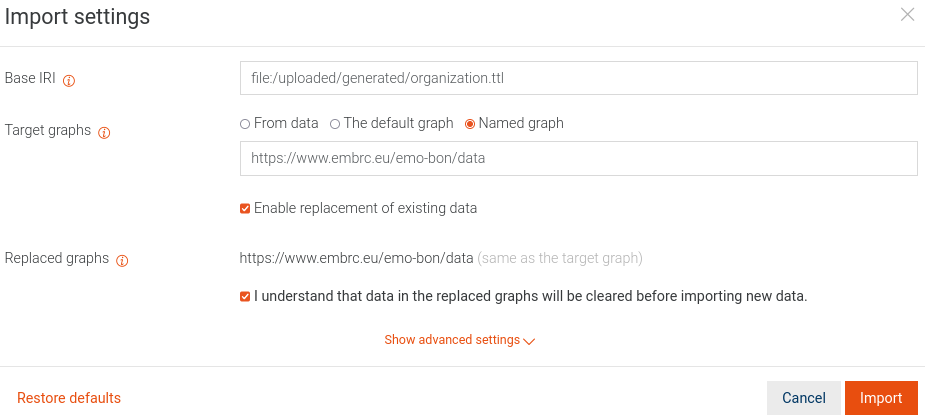 Import settings
Base IRI
file:/uploaded/generated/organization.ttl
Target graphs
From data The default graph Named graph
https://www.embrc.eu/emo-bon/data
Enable replacement of existing data
Replaced graphs
https://www.embrc.eu/emo-bon/data (same as the target graph)
I understand that data in the replaced graphs will be cleared before importing new data.
Show advanced settings
Restore defaults
Cancel
Import